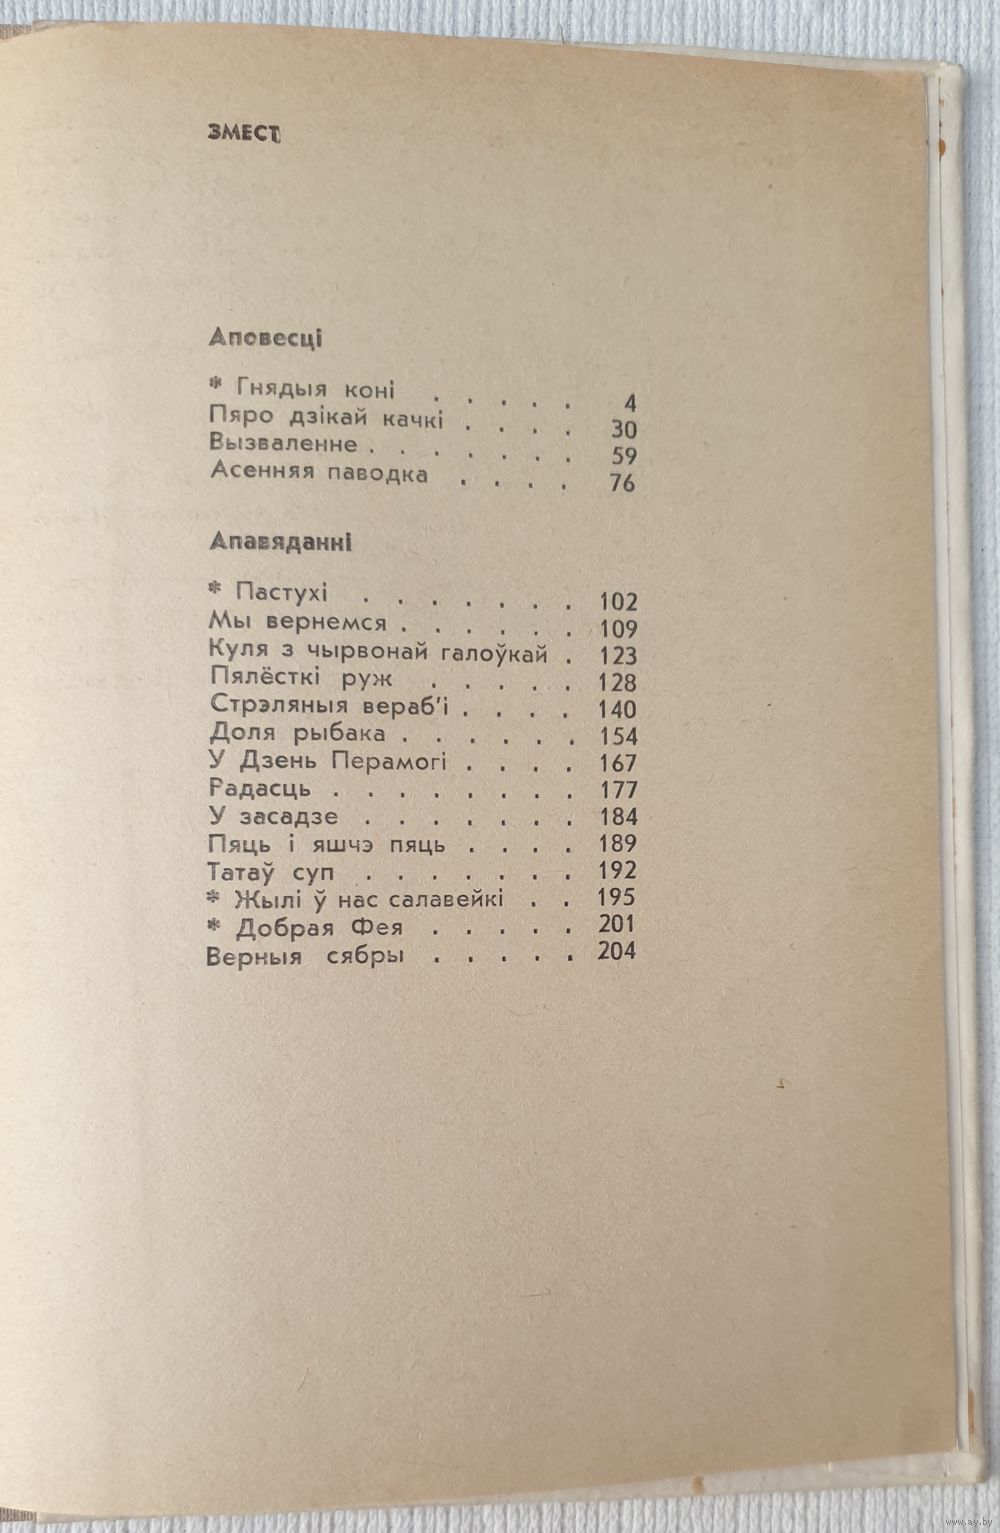 ЗМЕСТ
Аповесці
* Гнядыя коні . . . . . 4
Пяро дзікай качкі . . . . 30
Вызваленне . . . . . . . 59
Асенняя паводка . . . . 76
Апавяданні
* Пастухі . . . . . . . 102
Мы вернемся . . . . . . 109
Куля з чырвонай галоўкай . 123
Пялёсткі руж . . . . . 128
Стрэляныя вераб'і . . . . 140
Доля рыбака . . . . . . 154
У Дзень Перамогі . . . . 167
Радасць . . . . . . . . 177
У засадзе . . . . . . . 184
Пяць і яшчэ пяць . . . . 189
Татаў суп . . . . . . . 192
* Жылі ў нас салавейкі . . 195
* Добрая Фея . . . . . 201
Верныя сябры . . . . . 204
www.ay.by